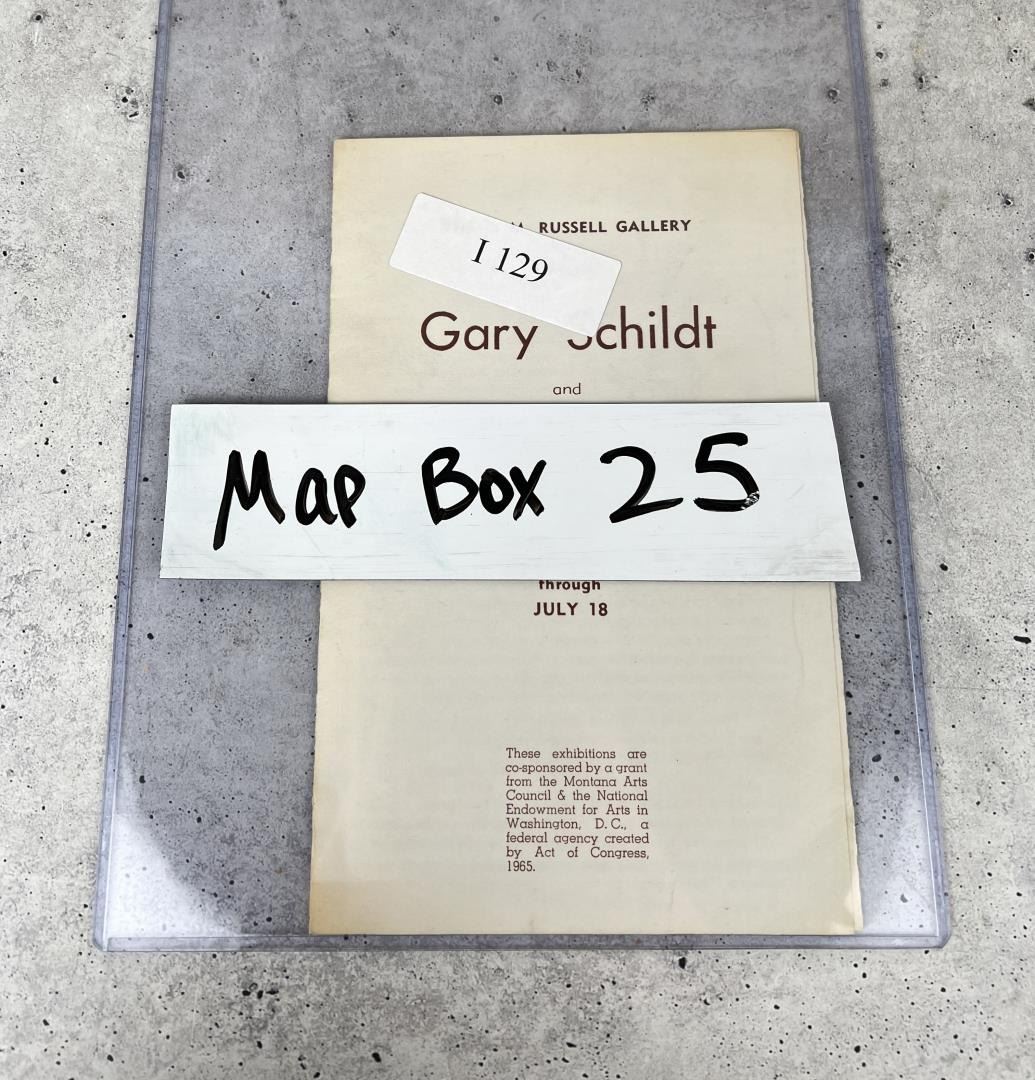 RUSSELL GALLERY
I 129
Gary Schildt
and
Map Box 25
through
JULY 18
These exhibitions are
co-sponsored by a grant
from the Montana Arts
Council & the National
Endowment for Arts in
Washington, D. C., a
federal agency created
by Act of Congress,
1965.